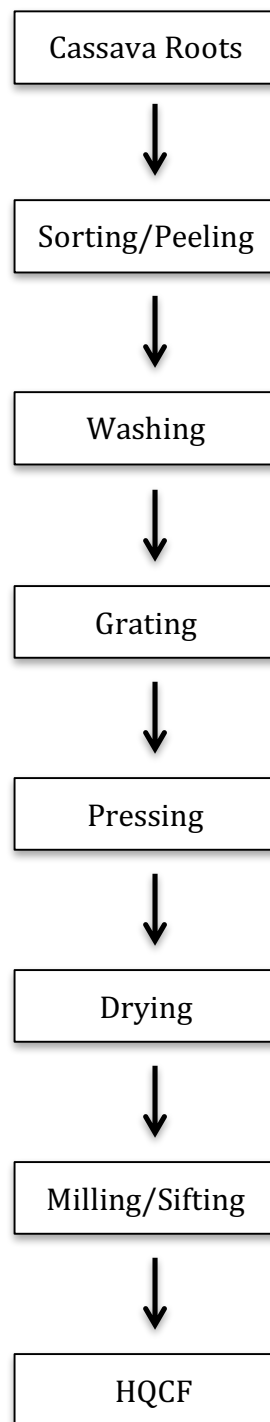 Cassava Roots
Sorting/Peeling
Washing
Grating
Pressing
Drying
Milling/Sifting
HQCF